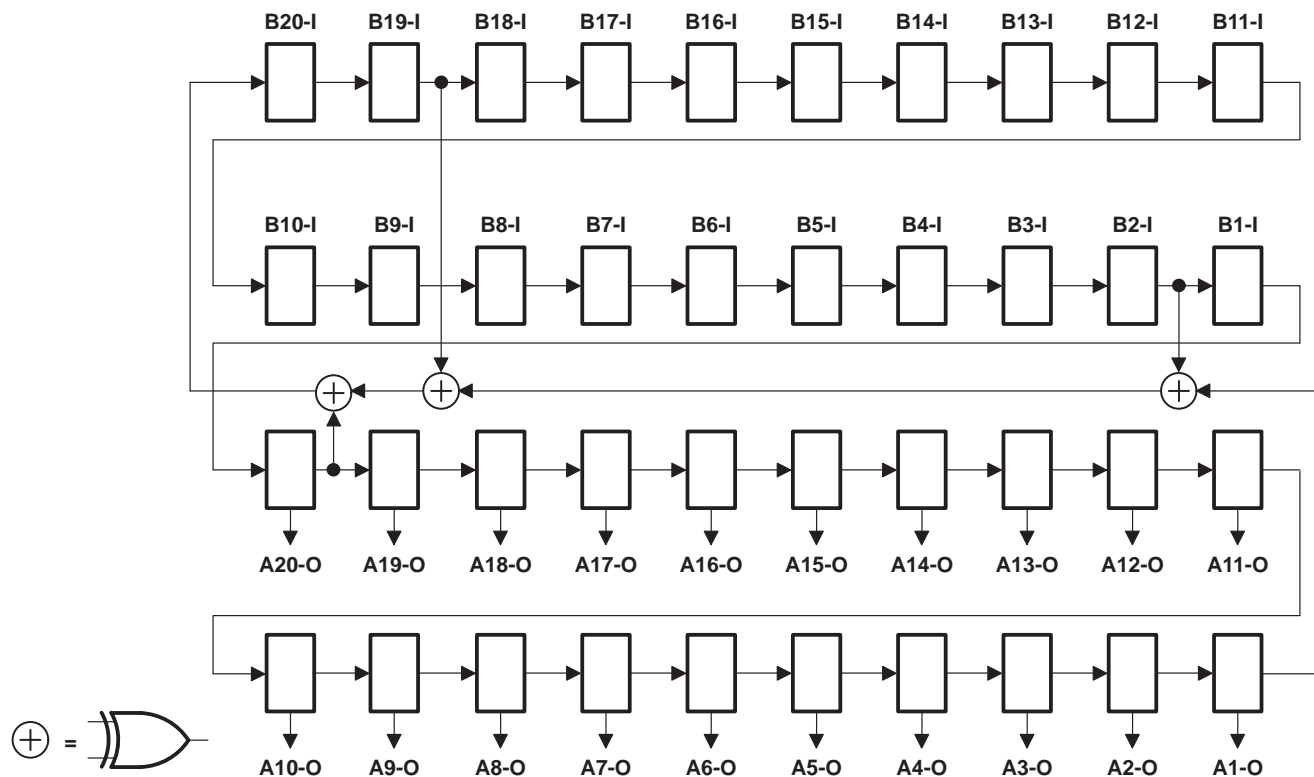 B20-I B19-I B18-I B17-I B16-I B15-I B14-I B13-I B12-I B11-I
B10-I B9-I B8-I B7-I B6-I B5-I B4-I B3-I B2-I B1-I
A20-O A19-O A18-O A17-O A16-O A15-O A14-O A13-O A12-O A11-O
=
A10-O A9-O A8-O A7-O A6-O A5-O A4-O A3-O A2-O A1-O